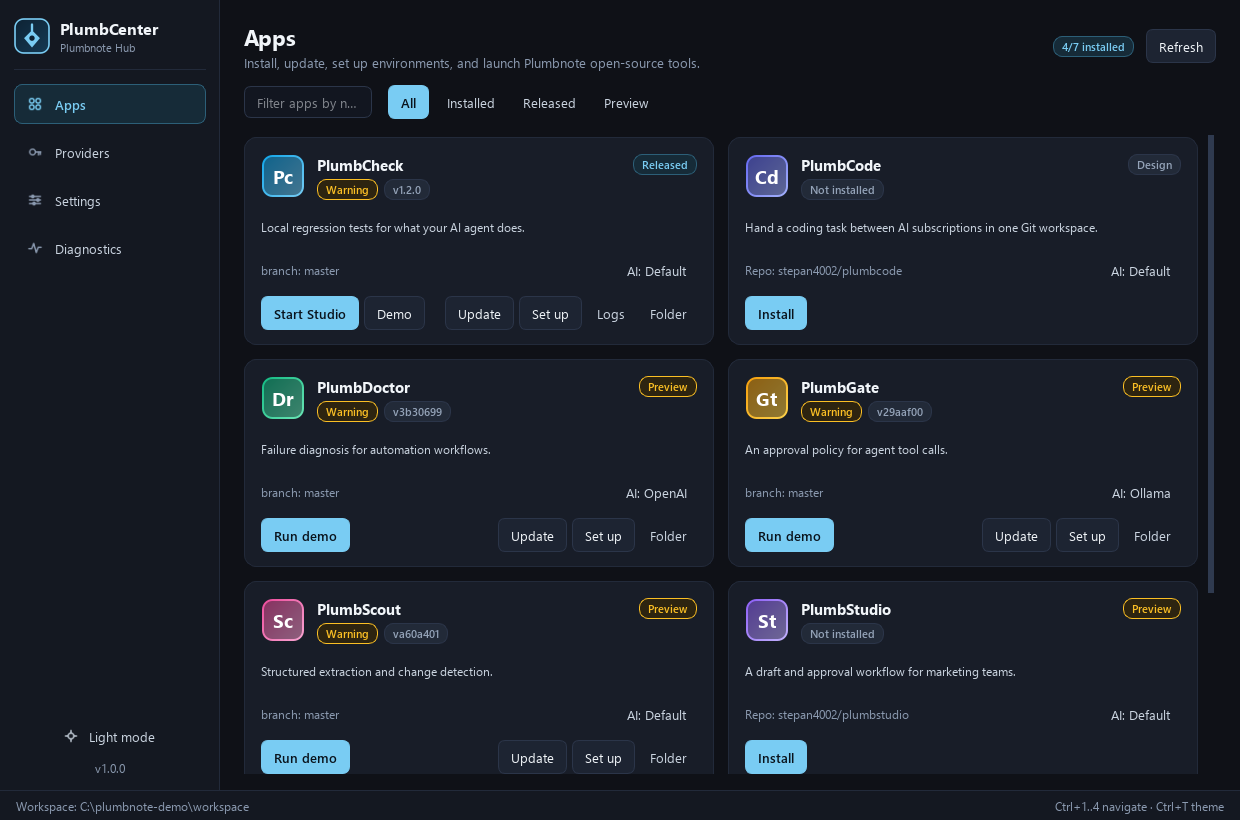 PlumbCenter
Plumbnote Hub
Apps
Providers
Settings
Diagnostics
Light mode
v1.0.0
Apps
Install, update, set up environments, and launch Plumbnote open-source tools.
4/7 installed
Refresh
Filter apps by n...
All
Installed
Released
Preview
Pc
PlumbCheck
Released
Warning
v1.2.0
Local regression tests for what your AI agent does.
branch: master
AI: Default
Start Studio
Demo
Update
Set up
Logs
Folder
Cd
PlumbCode
Design
Not installed
Hand a coding task between AI subscriptions in one Git workspace.
Repo: stepan4002/plumbcode
AI: Default
Install
Dr
PlumbDoctor
Preview
Warning
v3b30699
Failure diagnosis for automation workflows.
branch: master
AI: OpenAI
Run demo
Update
Set up
Folder
Gt
PlumbGate
Preview
Warning
v29aaf00
An approval policy for agent tool calls.
branch: master
AI: Ollama
Run demo
Update
Set up
Folder
Sc
PlumbScout
Preview
Warning
va60a401
Structured extraction and change detection.
branch: master
AI: Default
Run demo
Update
Set up
Folder
St
PlumbStudio
Preview
Not installed
A draft and approval workflow for marketing teams.
Repo: stepan4002/plumbstudio
AI: Default
Install
Workspace: C:\plumbnote-demo\workspace
Ctrl+1..4 navigate · Ctrl+T theme